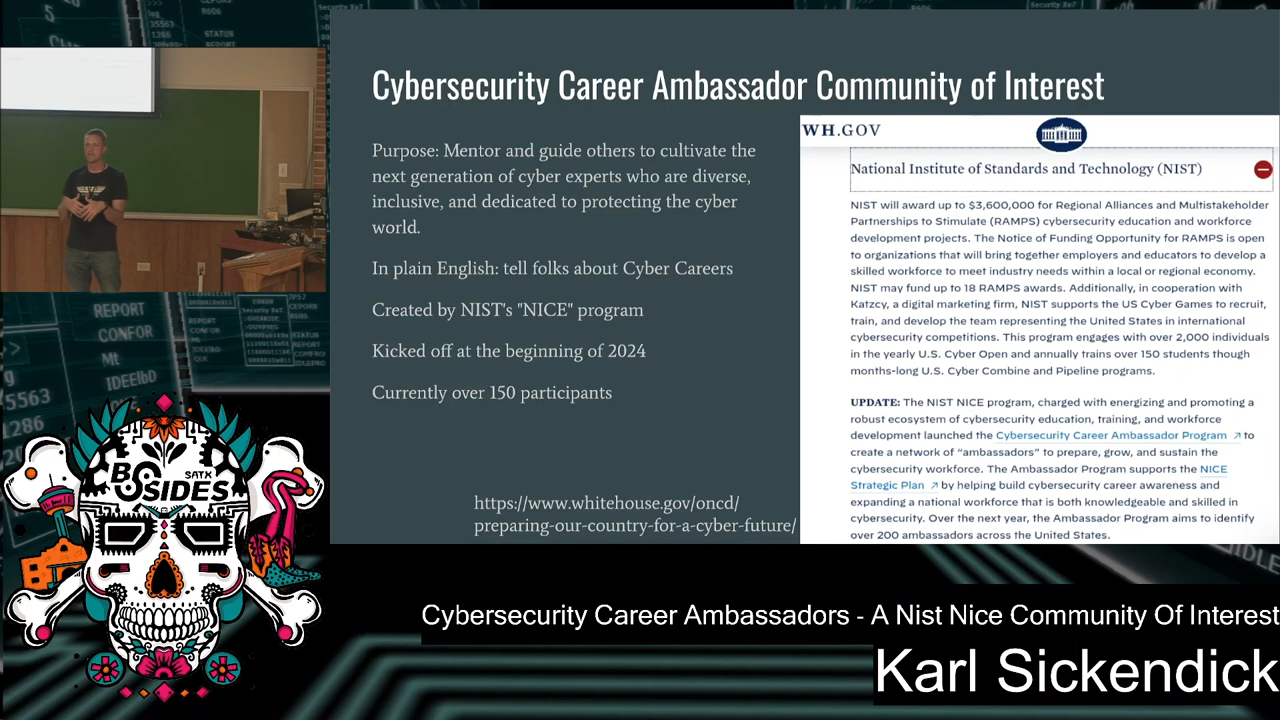 Cybersecurity Career Ambassador Community of Interest
Purpose: Mentor and guide others to cultivate the
next generation of cyber experts who are diverse,
inclusive, and dedicated to protecting the cyber
world.
In plain English: tell folks about Cyber Careers
Created by NIST's "NICE" program
Kicked off at the beginning of 2024
Currently over 150 participants
https://www.whitehouse.gov/oncd/
preparing-our-country-for-a-cyber-future/
WH.GOV
National Institute of Standards and Technology (NIST)
NIST will award up to $3,600,000 for Regional Alliances and Multistakeholder
Partnerships to Stimulate (RAMPS) cybersecurity education and workforce
development projects. The Notice of Funding Opportunity for RAMPS is open
to organizations that will bring together employers and educators to develop a
skilled workforce to meet industry needs within a local or regional economy.
NIST may fund up to 18 RAMPS awards. Additionally, in cooperation with
Katzcy, a digital marketing firm, NIST supports the US Cyber Games to recruit,
train, and develop the team representing the United States in international
cybersecurity competitions. This program engages with over 2,000 individuals
in the yearly U.S. Cyber Open and annually trains over 150 students though
months-long U.S. Cyber Combine and Pipeline programs.
UPDATE: The NIST NICE program, charged with energizing and promoting a
robust ecosystem of cybersecurity education, training, and workforce
development launched the Cybersecurity Career Ambassador Program ↗ to
create a network of “ambassadors” to prepare, grow, and sustain the
cybersecurity workforce. The Ambassador Program supports the NICE
Strategic Plan ↗ by helping build cybersecurity career awareness and
expanding a national workforce that is both knowledgeable and skilled in
cybersecurity. Over the next year, the Ambassador Program aims to identify
over 200 ambassadors across the United States.
REPORT
CONFOR
Mt
IDEElbD
5563
1286
BSIDES
SATX
Cybersecurity Career Ambassadors - A Nist Nice Community Of Interest
Karl Sickendick